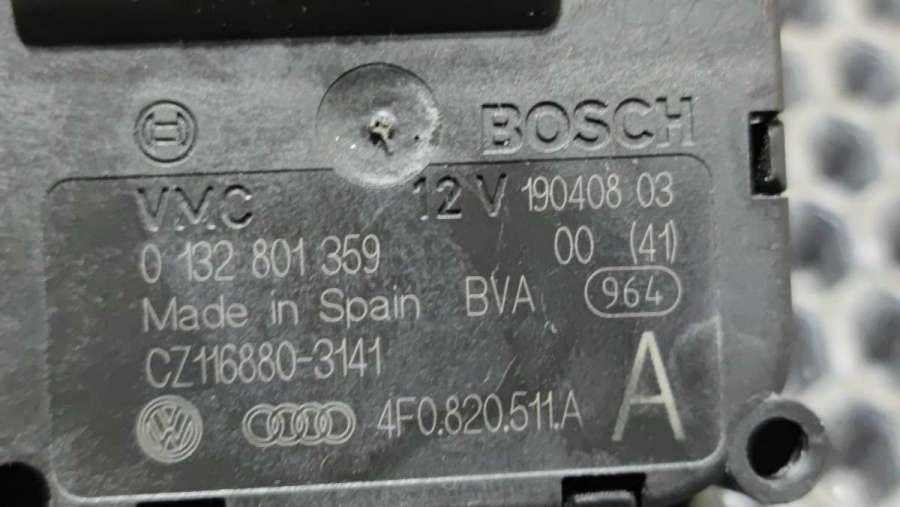 BOSCH
VMC 12 V 190408 03
0 132 801 359 00 (41)
Made in Spain BVA 964
CZ116880-3141 A
4F0.820.511.A